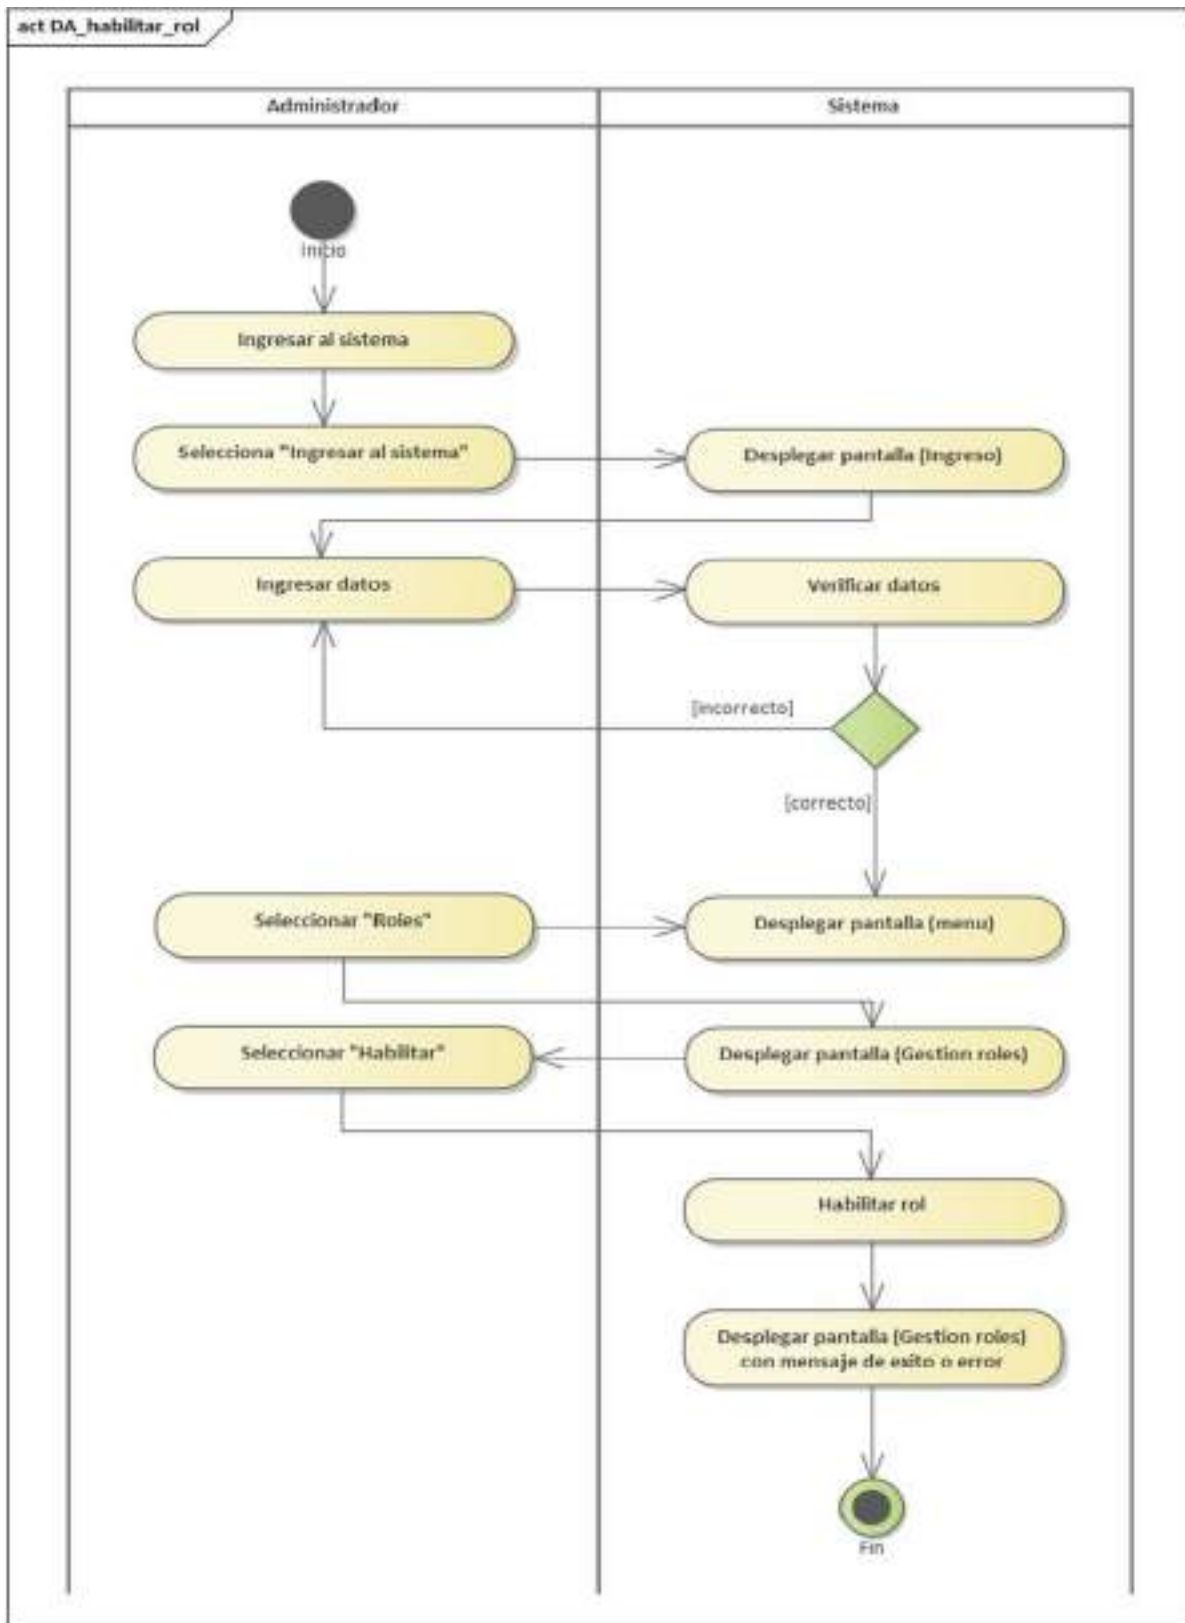 act DA_habilitar_rol
Administrador
Sistema
Inicio
Ingresar al sistema
Selecciona "Ingresar al sistema"
Desplegar pantalla (Ingreso)
Ingresar datos
Verificar datos
[incorrecto]
[correcto]
Seleccionar "Roles"
Desplegar pantalla (menu)
Seleccionar "Habilitar"
Desplegar pantalla (Gestion roles)
Habilitar rol
Desplegar pantalla (Gestion roles)
con mensaje de exito o error
Fin